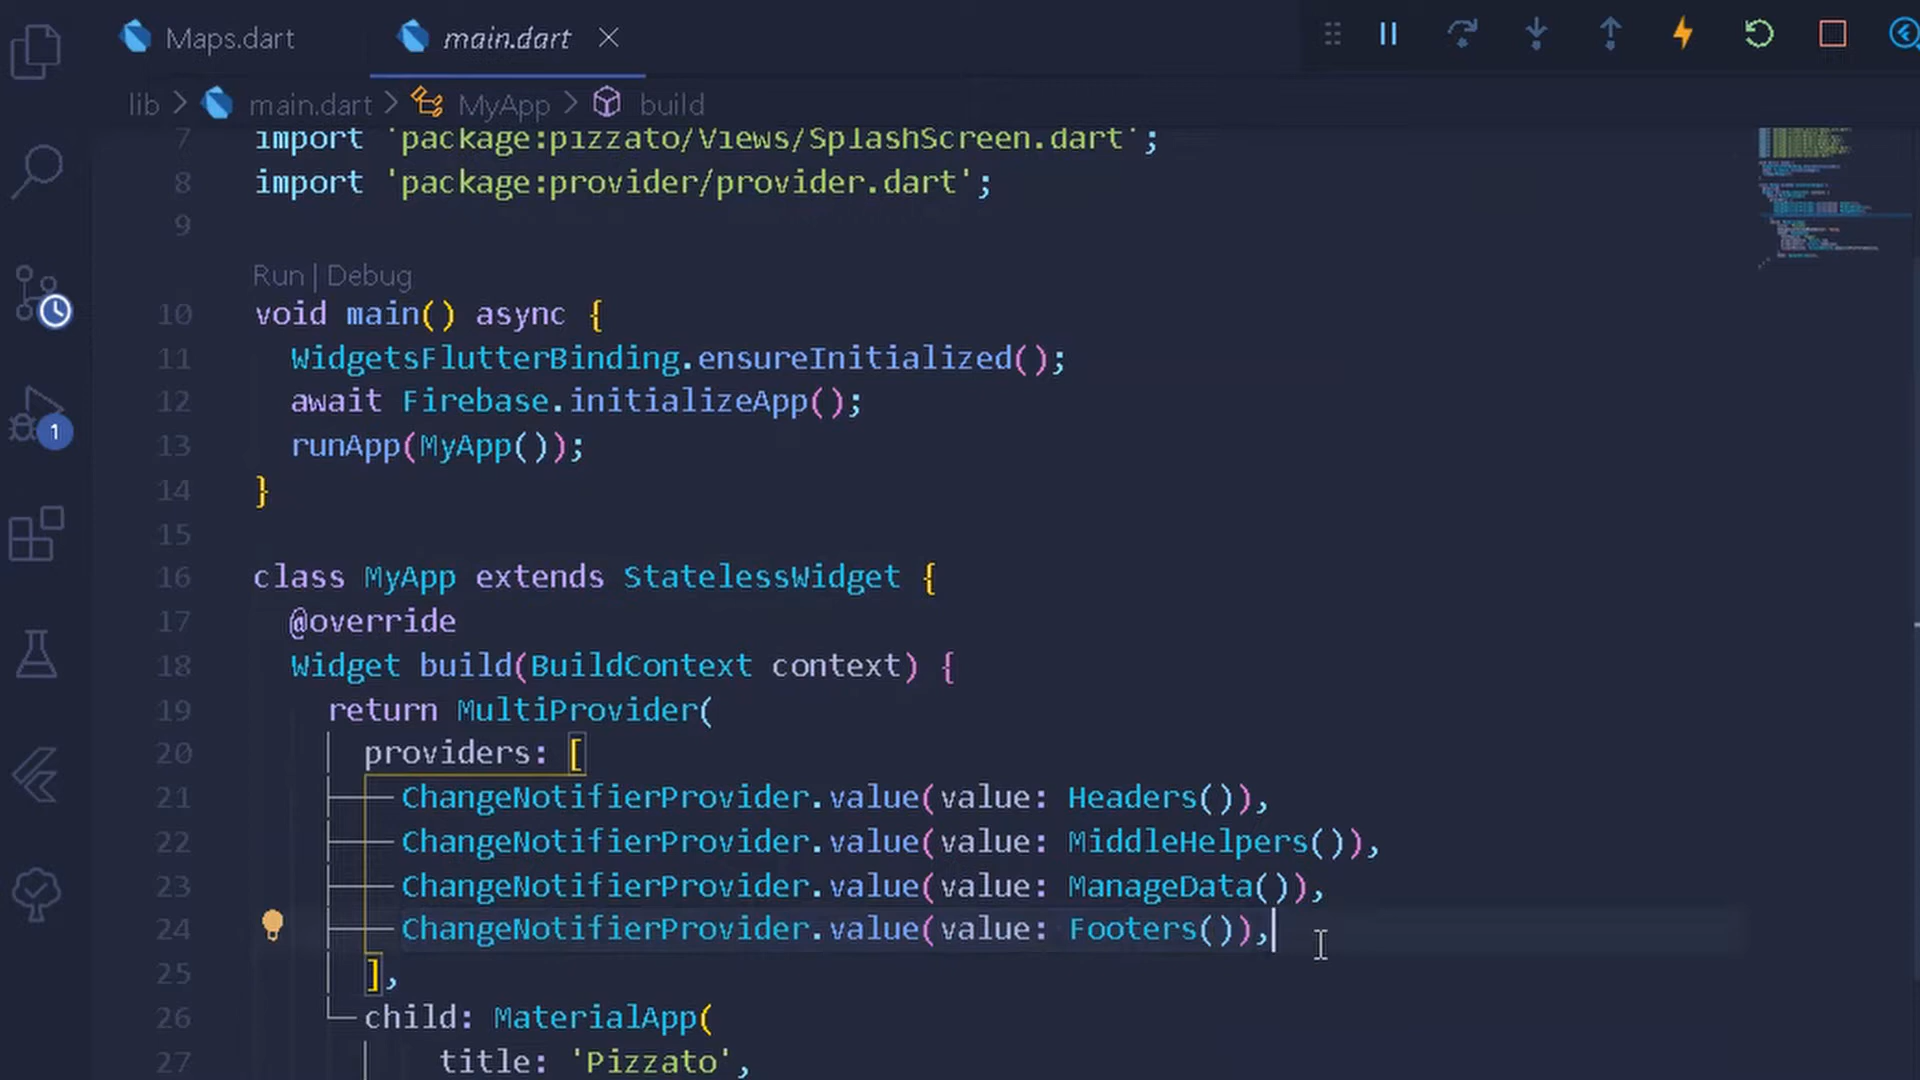 Maps.dart main.dart
lib > main.dart > MyApp > build
7 import 'package:pizzato/Views/SplashScreen.dart';
8 import 'package:provider/provider.dart';
9
Run | Debug
10 void main() async {
11 WidgetsFlutterBinding.ensureInitialized();
12 await Firebase.initializeApp();
13 runApp(MyApp());
14 }
15
16 class MyApp extends StatelessWidget {
17 @override
18 Widget build(BuildContext context) {
19 return MultiProvider(
20 providers: [
21 ChangeNotifierProvider.value(value: Headers()),
22 ChangeNotifierProvider.value(value: MiddleHelpers()),
23 ChangeNotifierProvider.value(value: ManageData()),
24 ChangeNotifierProvider.value(value: Footers()),
25 ],
26 child: MaterialApp(
27 title: 'Pizzato',
1